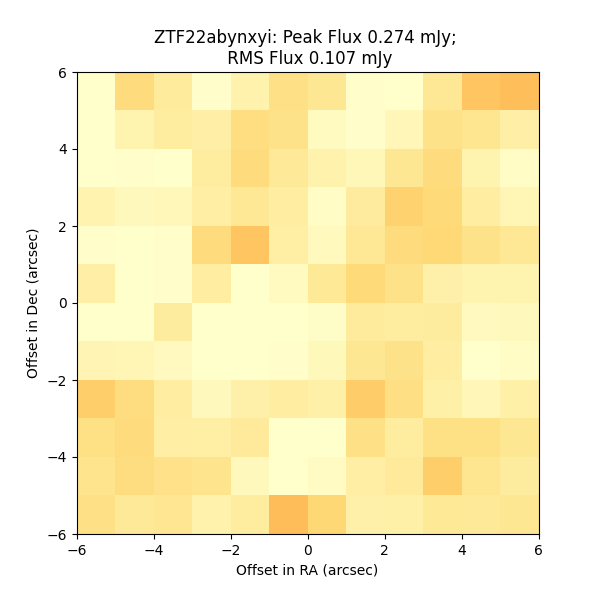 ZTF22abynxyi: Peak Flux 0.274 mJy;
RMS Flux 0.107 mJy
6
4
2
0
−2
−4
−6
Offset in Dec (arcsec)
−6 −4 −2 0 2 4 6
Offset in RA (arcsec)